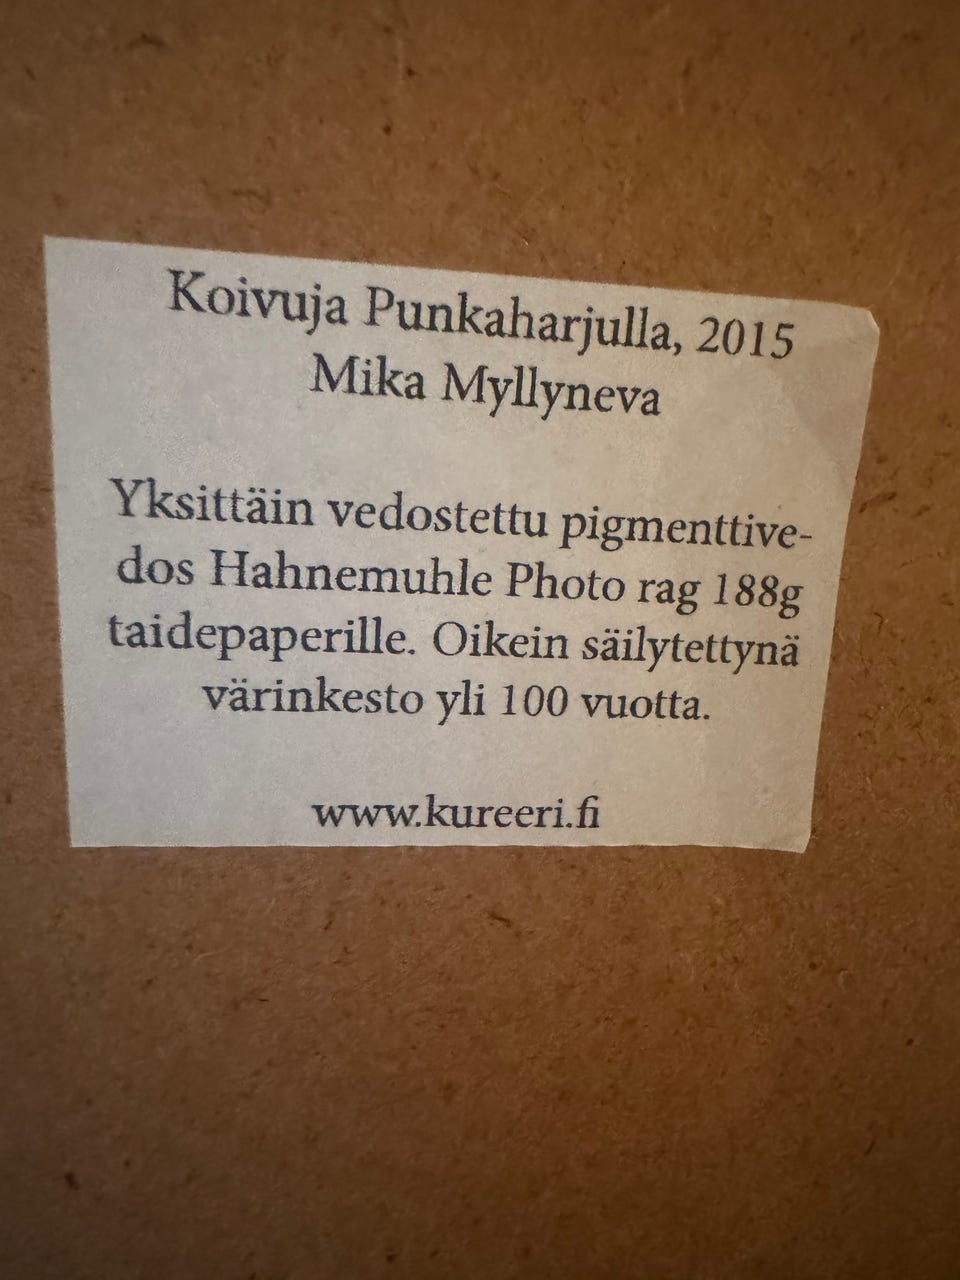 Koivuja Punkaharjulla, 2015
Mika Myllyneva
Yksittäin vedostettu pigmenttive-
dos Hahnemuhle Photo rag 188g
taidepaperille. Oikein säilytettynä
värinkesto yli 100 vuotta.
www.kureeri.fi